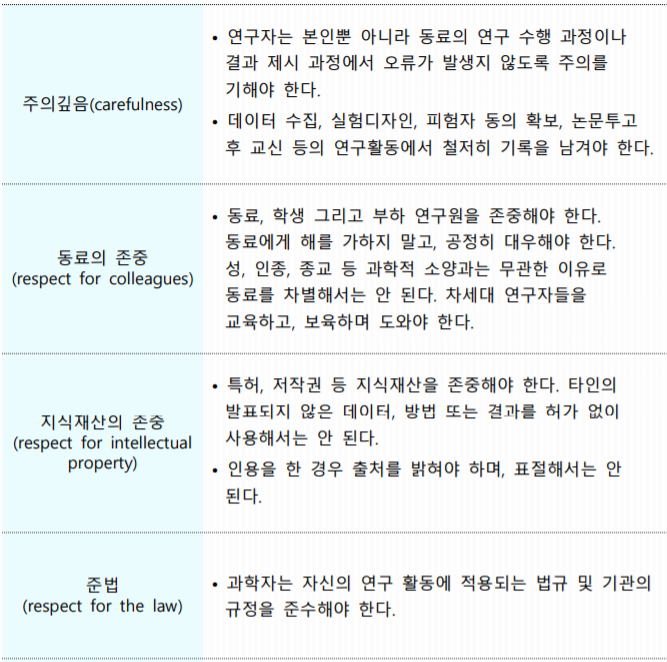 주의깊음(carefulness)
• 연구자는 본인뿐 아니라 동료의 연구 수행 과정이나
결과 제시 과정에서 오류가 발생지 않도록 주의를
기해야 한다.
• 데이터 수집, 실험디자인, 피험자 동의 확보, 논문투고
후 교신 등의 연구활동에서 철저히 기록을 남겨야 한다.
동료의 존중
(respect for colleagues)
• 동료, 학생 그리고 부하 연구원을 존중해야 한다.
동료에게 해를 가하지 말고, 공정히 대우해야 한다.
성, 인종, 종교 등 과학적 소양과는 무관한 이유로
동료를 차별해서는 안 된다. 차세대 연구자들을
교육하고, 보육하며 도와야 한다.
지식재산의 존중
(respect for intellectual
property)
• 특허, 저작권 등 지식재산을 존중해야 한다. 타인의
발표되지 않은 데이터, 방법 또는 결과를 허가 없이
사용해서는 안 된다.
• 인용을 한 경우 출처를 밝혀야 하며, 표절해서는 안
된다.
준법
(respect for the law)
• 과학자는 자신의 연구 활동에 적용되는 법규 및 기관의
규정을 준수해야 한다.